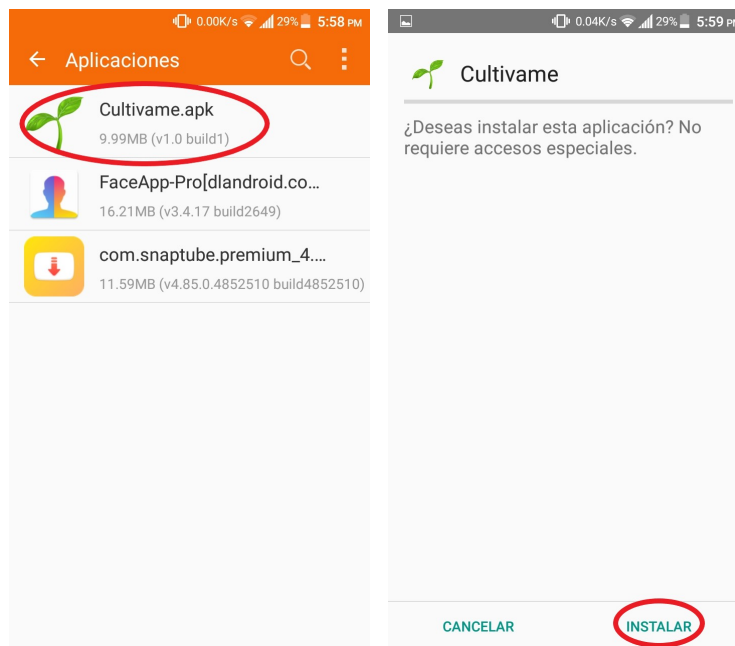 0.00K/s 29% 5:58 PM
Aplicaciones
Cultivame.apk
9.99MB (v1.0 build1)
FaceApp-Pro[dlandroid.co...
16.21MB (v3.4.17 build2649)
com.snaptube.premium_4....
11.59MB (v4.85.0.4852510 build4852510)
0.04K/s 29% 5:59 PM
Cultivame
¿Deseas instalar esta aplicación? No
requiere accesos especiales.
CANCELAR INSTALAR